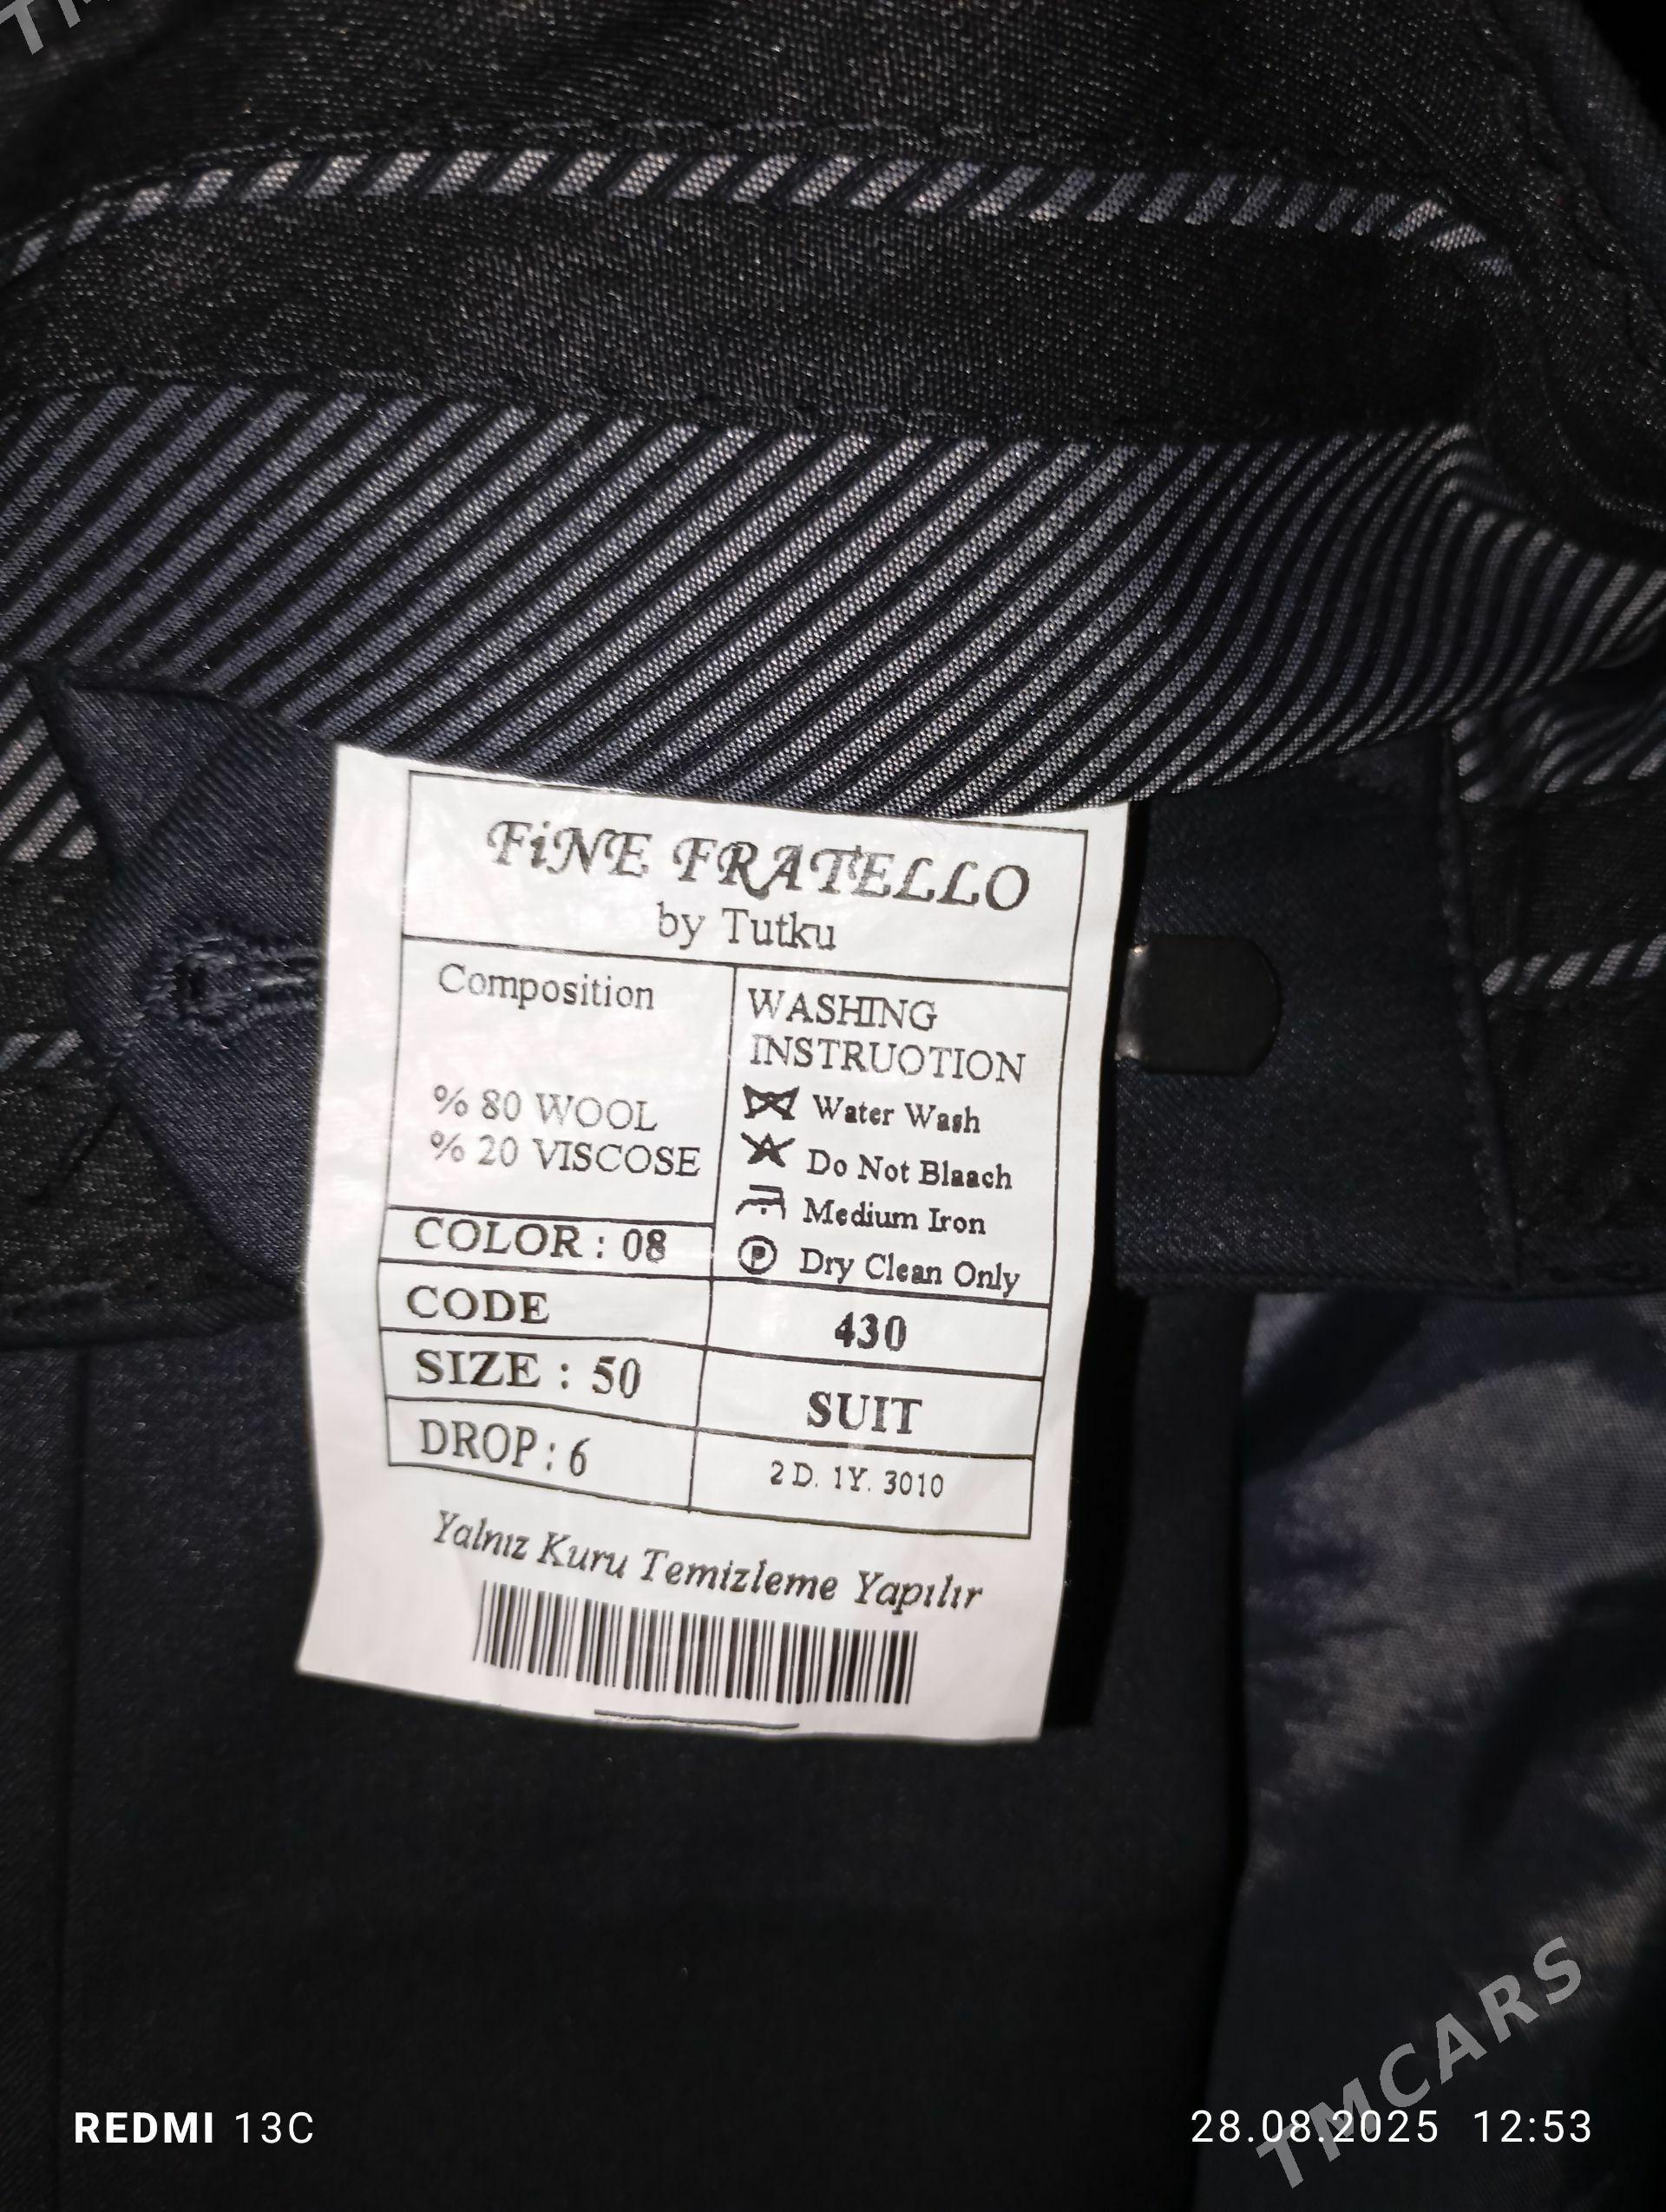 FiNE FRATELLO
by Tutku
Composition
% 80 WOOL
% 20 VISCOSE
WASHING
INSTRUOTION
Water Wash
Do Not Blaach
Medium Iron
P Dry Clean Only
COLOR : 08
CODE 430
SIZE : 50 SUIT
DROP : 6 2 D. 1Y. 3010
Yalnız Kuru Temizleme Yapılır
TMCARS
REDMI 13C
28.08.2025 12:53